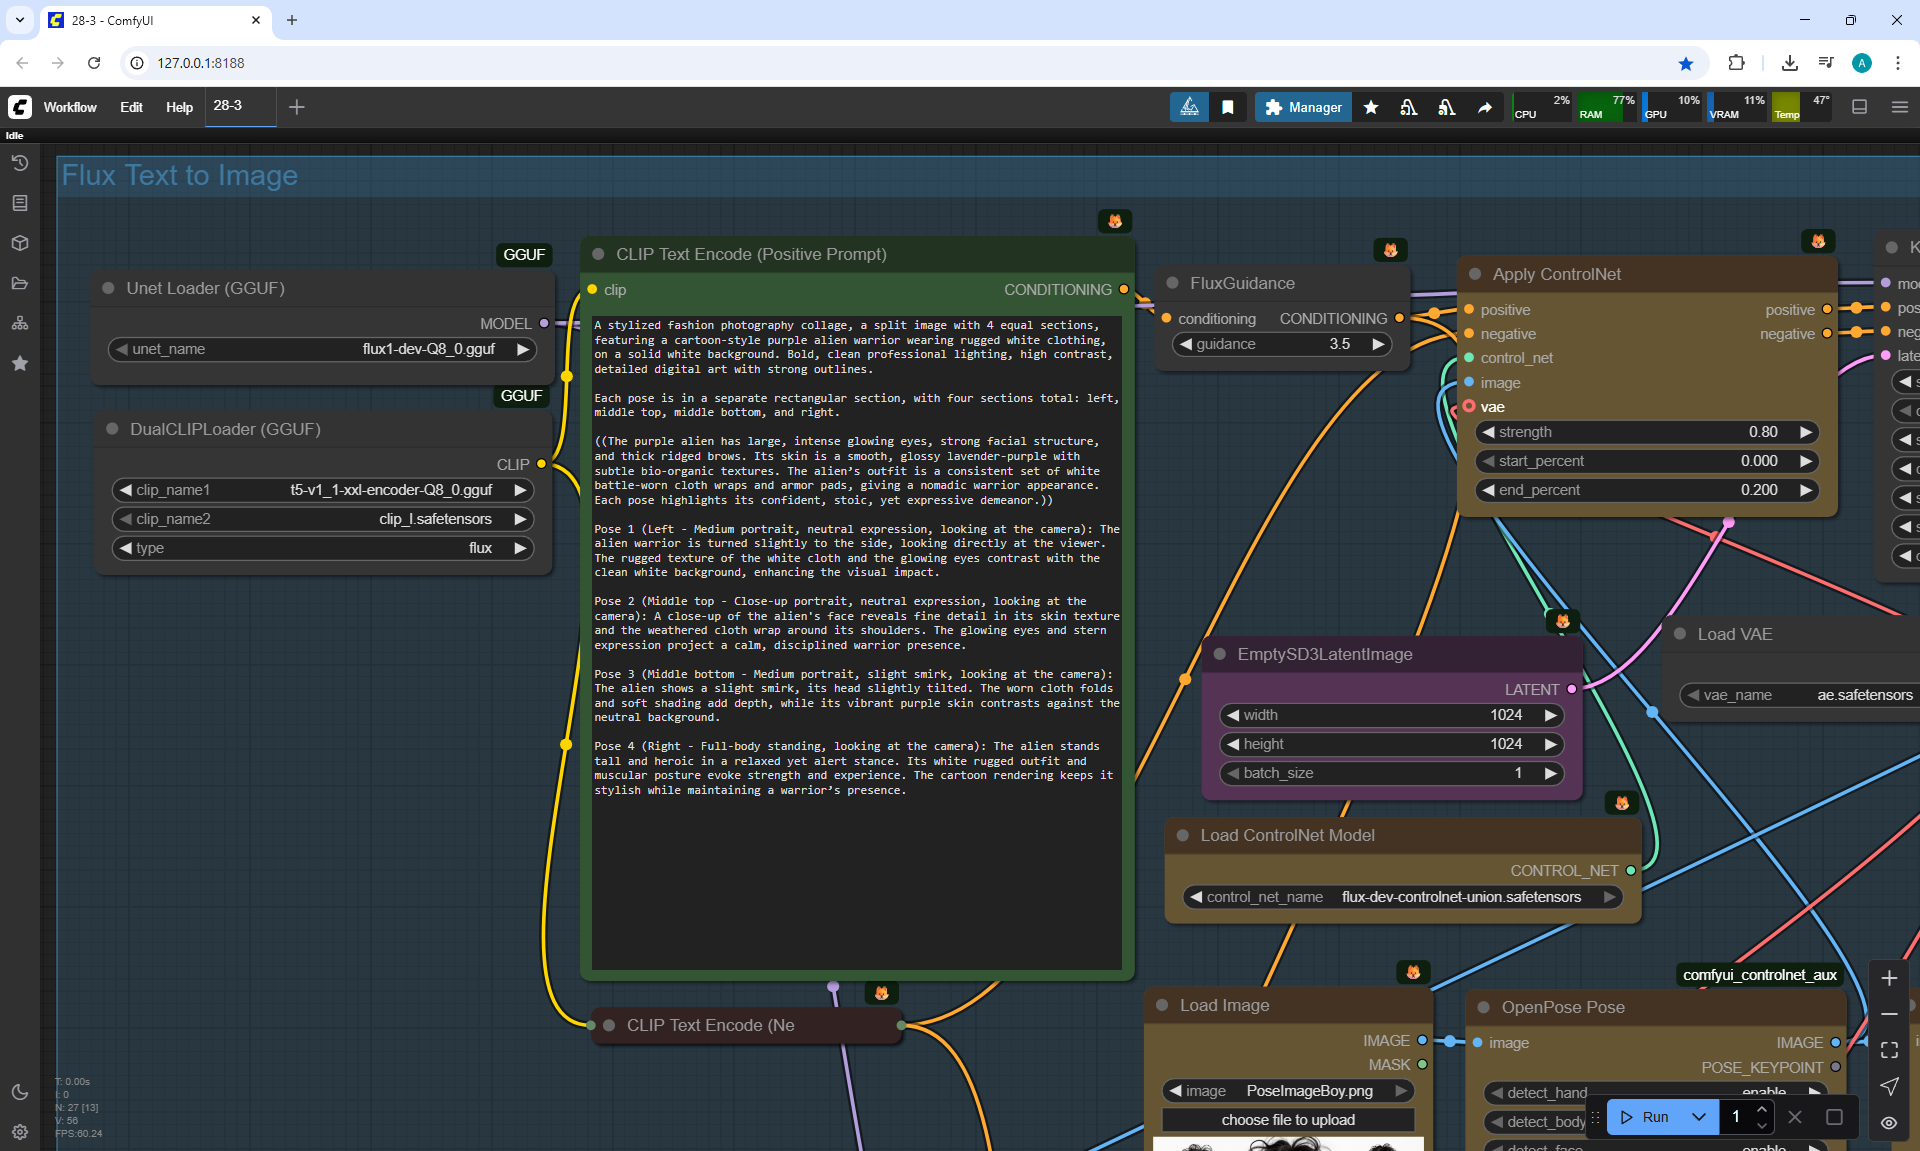 28-3 - ComfyUI
127.0.0.1:8188
A
Workflow
Edit
Help
28-3
Manager
CPU
2%
RAM
77%
GPU
10%
VRAM
11%
Temp
47°
Idle
Flux Text to Image
GGUF
Unet Loader (GGUF)
MODEL
unet_name
flux1-dev-Q8_0.gguf
GGUF
DualCLIPLoader (GGUF)
CLIP
clip_name1
t5-v1_1-xxl-encoder-Q8_0.gguf
clip_name2
clip_l.safetensors
type
flux
CLIP Text Encode (Positive Prompt)
clip
CONDITIONING
A stylized fashion photography collage, a split image with 4 equal sections,
featuring a cartoon-style purple alien warrior wearing rugged white clothing,
on a solid white background. Bold, clean professional lighting, high contrast,
detailed digital art with strong outlines.
Each pose is in a separate rectangular section, with four sections total: left,
middle top, middle bottom, and right.
((The purple alien has large, intense glowing eyes, strong facial structure,
and thick ridged brows. Its skin is a smooth, glossy lavender-purple with
subtle bio-organic textures. The alien’s outfit is a consistent set of white
battle-worn cloth wraps and armor pads, giving a nomadic warrior appearance.
Each pose highlights its confident, stoic, yet expressive demeanor.))
Pose 1 (Left - Medium portrait, neutral expression, looking at the camera): The
alien warrior is turned slightly to the side, looking directly at the viewer.
The rugged texture of the white cloth and the glowing eyes contrast with the
clean white background, enhancing the visual impact.
Pose 2 (Middle top - Close-up portrait, neutral expression, looking at the
camera): A close-up of the alien's face reveals fine detail in its skin texture
and the weathered cloth wrap around its shoulders. The glowing eyes and stern
expression project a calm, disciplined warrior presence.
Pose 3 (Middle bottom - Medium portrait, slight smirk, looking at the camera):
The alien shows a slight smirk, its head slightly tilted. The worn cloth folds
and soft shading add depth, while its vibrant purple skin contrasts against the
neutral background.
Pose 4 (Right - Full-body standing, looking at the camera): The alien stands
tall and heroic in a relaxed yet alert stance. Its white rugged outfit and
muscular posture evoke strength and experience. The cartoon rendering keeps it
stylish while maintaining a warrior’s presence.
CLIP Text Encode (Ne
FluxGuidance
conditioning
CONDITIONING
guidance
3.5
Apply ControlNet
positive
positive
negative
negative
control_net
image
vae
strength
0.80
start_percent
0.000
end_percent
0.200
K
mo
pos
neg
late
EmptySD3LatentImage
LATENT
width
1024
height
1024
batch_size
1
Load VAE
vae_name
ae.safetensors
Load ControlNet Model
CONTROL_NET
control_net_name
flux-dev-controlnet-union.safetensors
Load Image
IMAGE
MASK
image
PoseImageBoy.png
choose file to upload
comfyui_controlnet_aux
OpenPose Pose
image
IMAGE
POSE_KEYPOINT
detect_hand
enable
detect_body
Run
1
T: 0.00s
I: 0
N: 27 [13]
V: 56
FPS:60.24